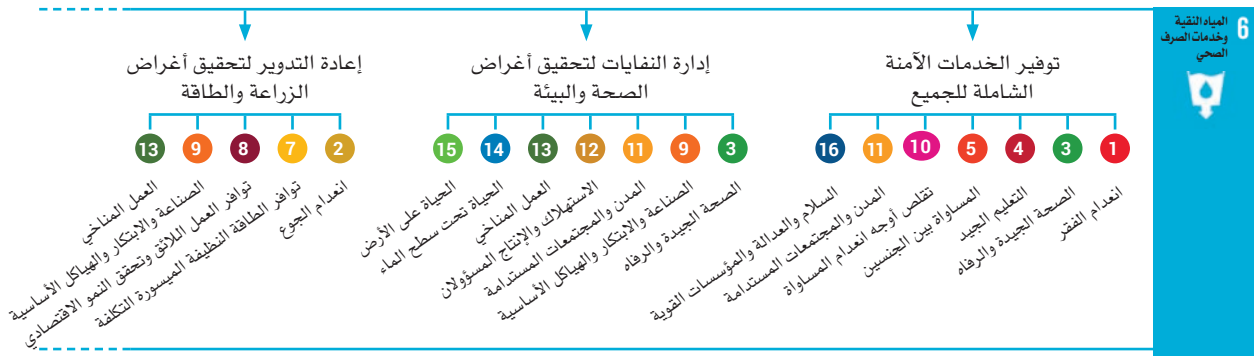 6
المياه النقية
وخدمات الصرف
الصحي
توفير الخدمات الآمنة
الشاملة للجميع
1
انعدام الفقر
3
الصحة الجيدة والرفاه
4
التعليم الجيد
5
المساواة بين الجنسين
10
تقلص أوجه انعدام المساواة
11
المدن والمجتمعات المستدامة
16
السلام والعدالة والمؤسسات القوية
إدارة النفايات لتحقيق أغراض
الصحة والبيئة
3
الصحة الجيدة والرفاه
9
الصناعة والابتكار والهياكل الأساسية
11
المدن والمجتمعات المستدامة
12
الاستهلاك والإنتاج المسؤولان
13
العمل المناخي
14
الحياة تحت سطح الماء
15
الحياة على الأرض
إعادة التدوير لتحقيق أغراض
الزراعة والطاقة
2
انعدام الجوع
7
توافر الطاقة النظيفة الميسورة التكلفة
8
توافر العمل اللائق وتحقق النمو الاقتصادي
9
الصناعة والابتكار والهياكل الأساسية
13
العمل المناخي